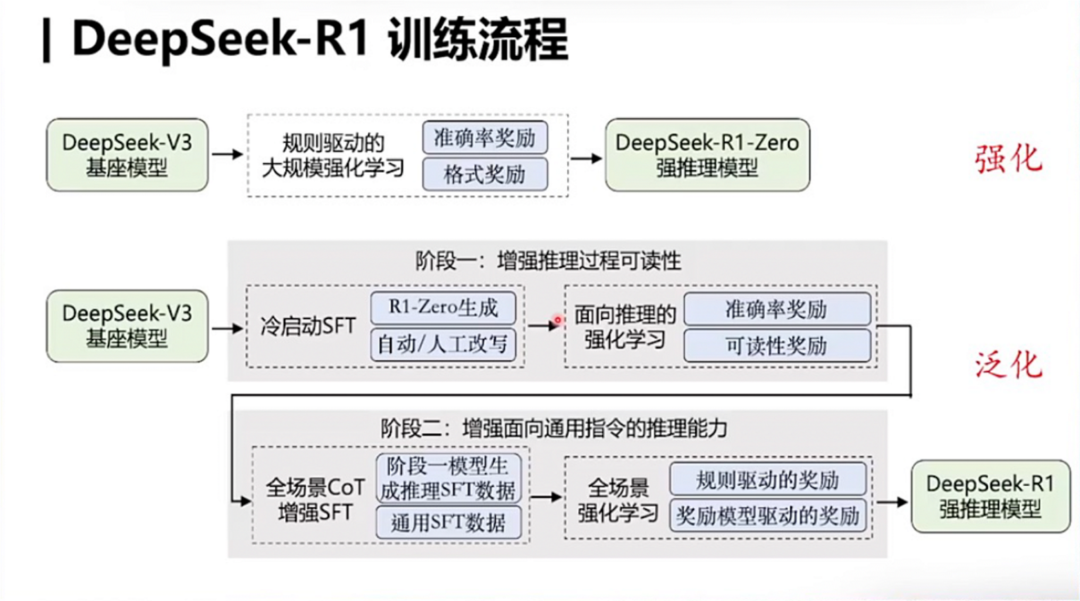 DeepSeek-R1 训练流程
DeepSeek-V3
基座模型
规则驱动的
大规模强化学习
准确率奖励
格式奖励
DeepSeek-R1-Zero
强推理模型
强化
阶段一：增强推理过程可读性
DeepSeek-V3
基座模型
冷启动SFT
R1-Zero生成
自动/人工改写
面向推理的
强化学习
准确率奖励
可读性奖励
泛化
阶段二：增强面向通用指令的推理能力
全场景CoT
增强SFT
阶段一模型生
成推理SFT数据
通用SFT数据
全场景
强化学习
规则驱动的奖励
奖励模型驱动的奖励
DeepSeek-R1
强推理模型